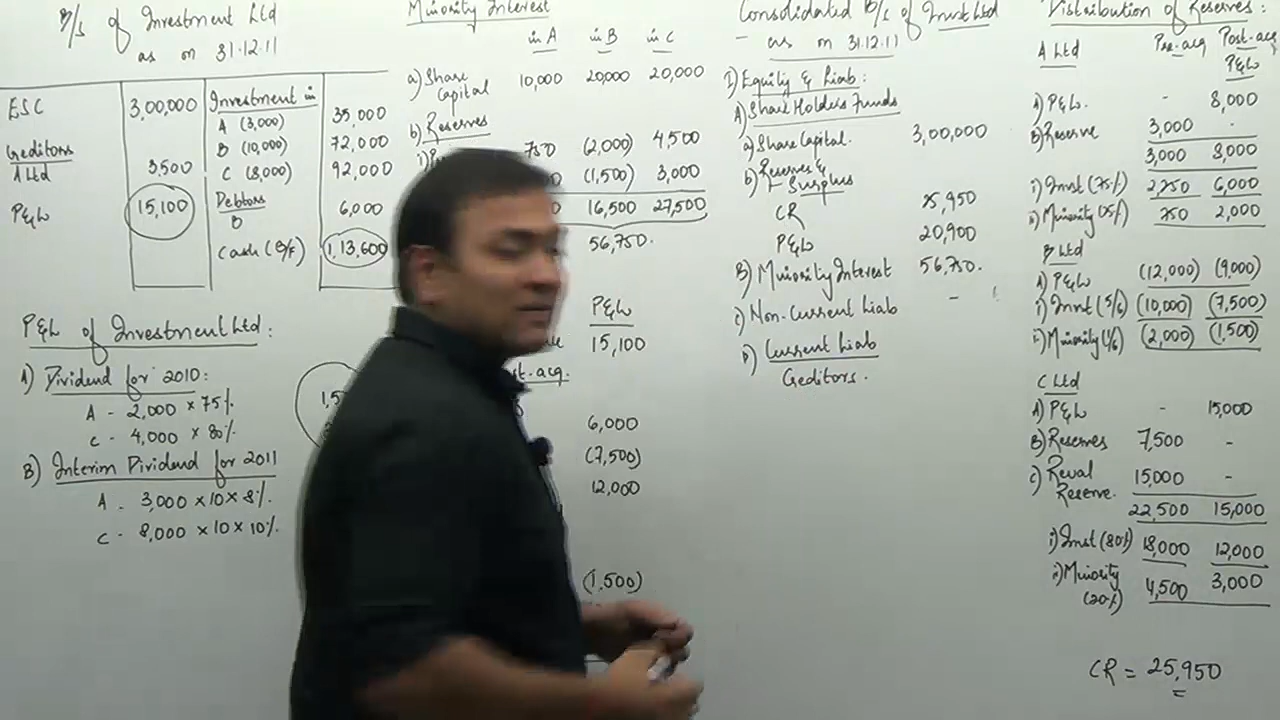 B/S of Investment Ltd
as on 31.12.11
ESC 3,00,000 Investment in
A (3,000) 35,000
B (10,000) 72,000
Creditors
A Ltd 3,500 C (8,000) 92,000
P&L 15,100 Debtors
B 6,000
Cash (B/F) 1,13,600
P&L of Investment Ltd:
A) Dividend for 2010:
A - 2,000 × 75%
C - 4,000 × 80%
B) Interim Dividend for 2011
A - 3,000 × 10 × 8%
C - 8,000 × 10 × 10%
Minority Interest
in A in B in C
a) Share Capital 10,000 20,000 20,000
b) Reserves
750 (2,000) 4,500
(1,500) 3,000
16,500 27,500
56,750.
P&L
15,100
6,000
(7,500)
12,000
(1,500)
Consolidated B/S of Invst Ltd
as on 31.12.11
I) Equity & Liab:
A) Share Holders Funds
a) Share Capital. 3,00,000
b) Reserves &
Surplus
CR 25,950
P&L 20,900
B) Minority Interest 56,750.
C) Non-Current Liab -
D) Current Liab
Creditors.
Distribution of Reserves:
A Ltd Pre-acq Post-acq
P&L
A) P&L. - 8,000
B) Reserve 3,000 -
3,000 8,000
i) Invst (75%) 2,250 6,000
ii) Minority (25%) 750 2,000
B Ltd
A) P&L (12,000) (9,000)
i) Invst (5/6) (10,000) (7,500)
ii) Minority (1/6) (2,000) (1,500)
C Ltd
A) P&L - 15,000
B) Reserves 7,500 -
C) Reval
Reserve. 15,000 -
22,500 15,000
i) Invst (80%) 18,000 12,000
ii) Minority
(20%) 4,500 3,000
CR = 25,950